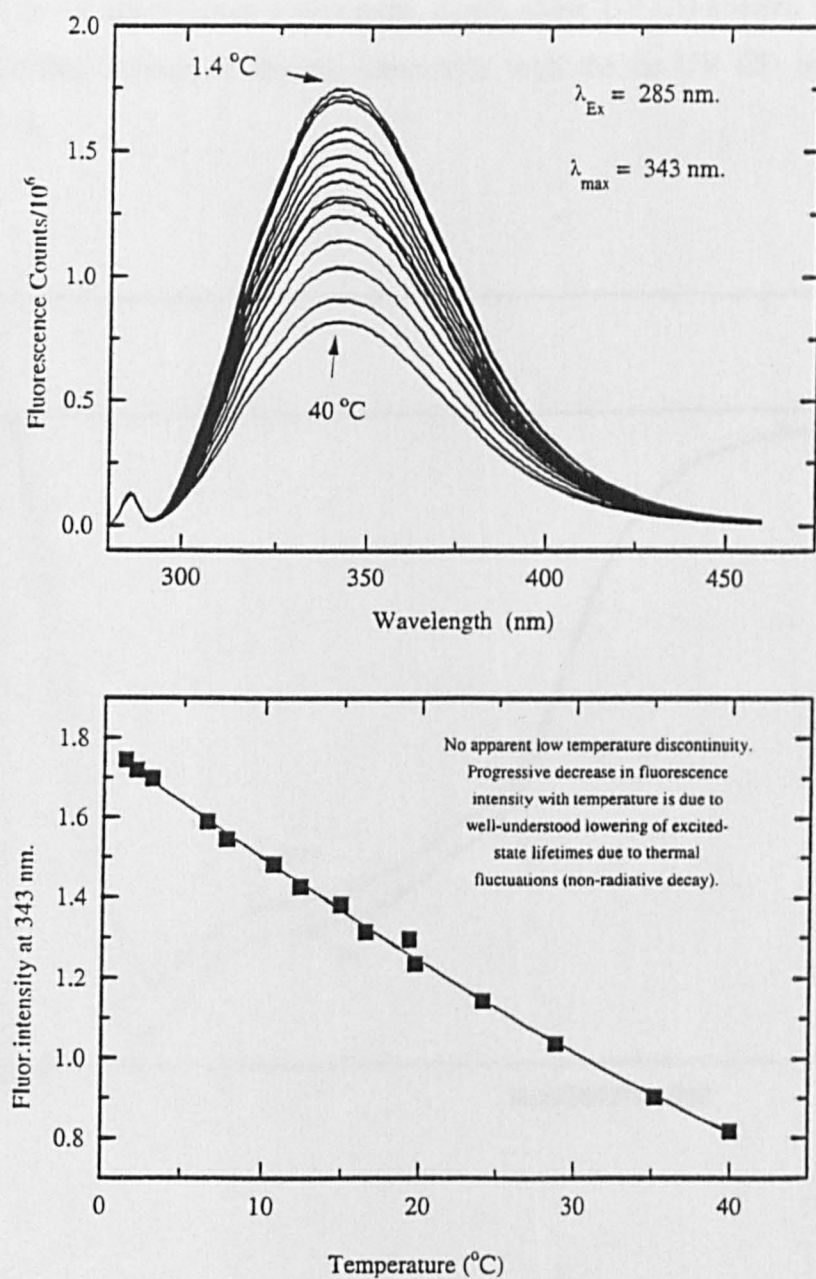 2.0
1.5
1.0
0.5
0.0
Fluorescence Counts/10⁶
1.4 °C
λEx = 285 nm.
λmax = 343 nm.
40 °C
300 350 400 450
Wavelength (nm)
1.8
1.6
1.4
1.2
1.0
0.8
Fluor.intensity at 343 nm.
No apparent low temperature discontinuity.
Progressive decrease in fluorescence
intensity with temperature is due to
well-understood lowering of excited-
state lifetimes due to thermal
fluctuations (non-radiative decay).
0 10 20 30 40
Temperature (°C)